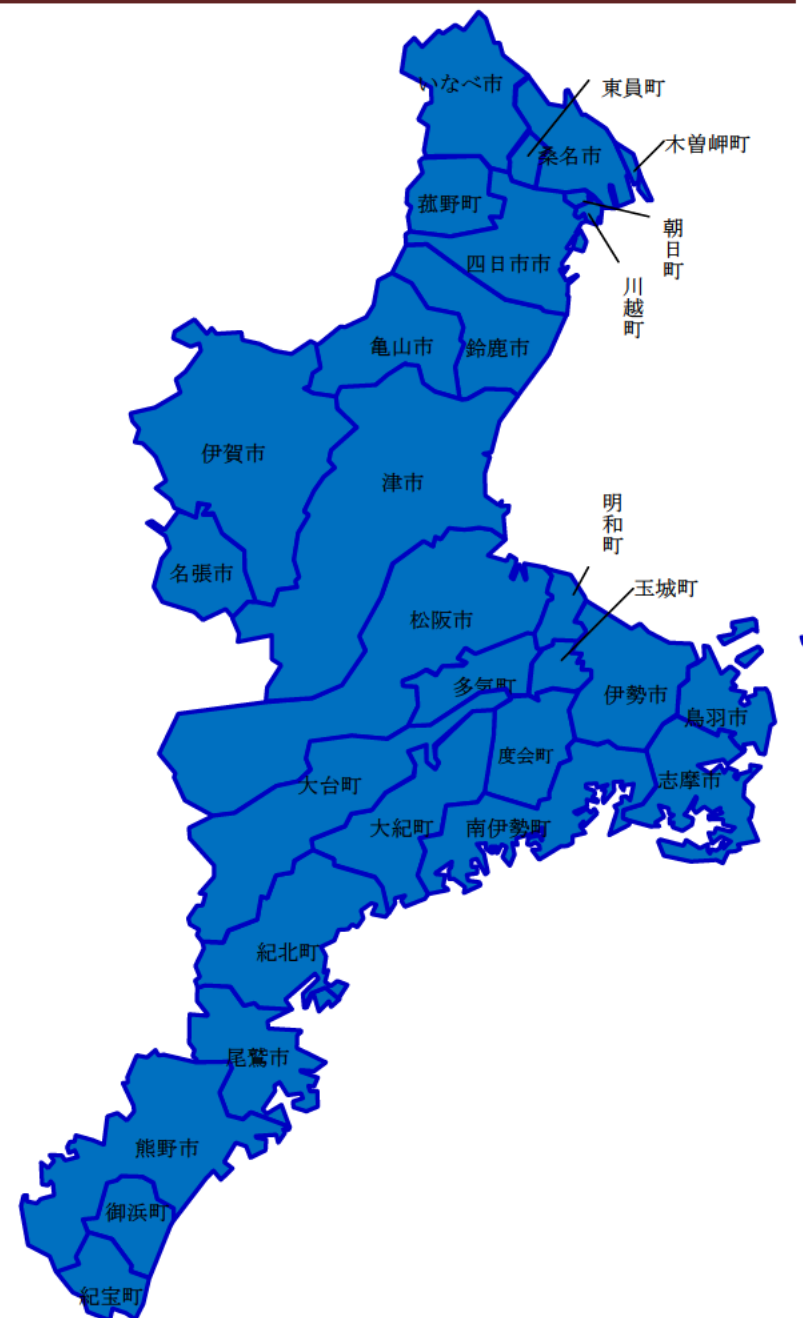 いなべ市
東員町
桑名市
木曽岬町
菰野町
朝日町
四日市市
川越町
亀山市
鈴鹿市
伊賀市
津市
明和町
名張市
玉城町
松阪市
多気町
伊勢市
鳥羽市
度会町
志摩市
大台町
大紀町
南伊勢町
紀北町
尾鷲市
熊野市
御浜町
紀宝町